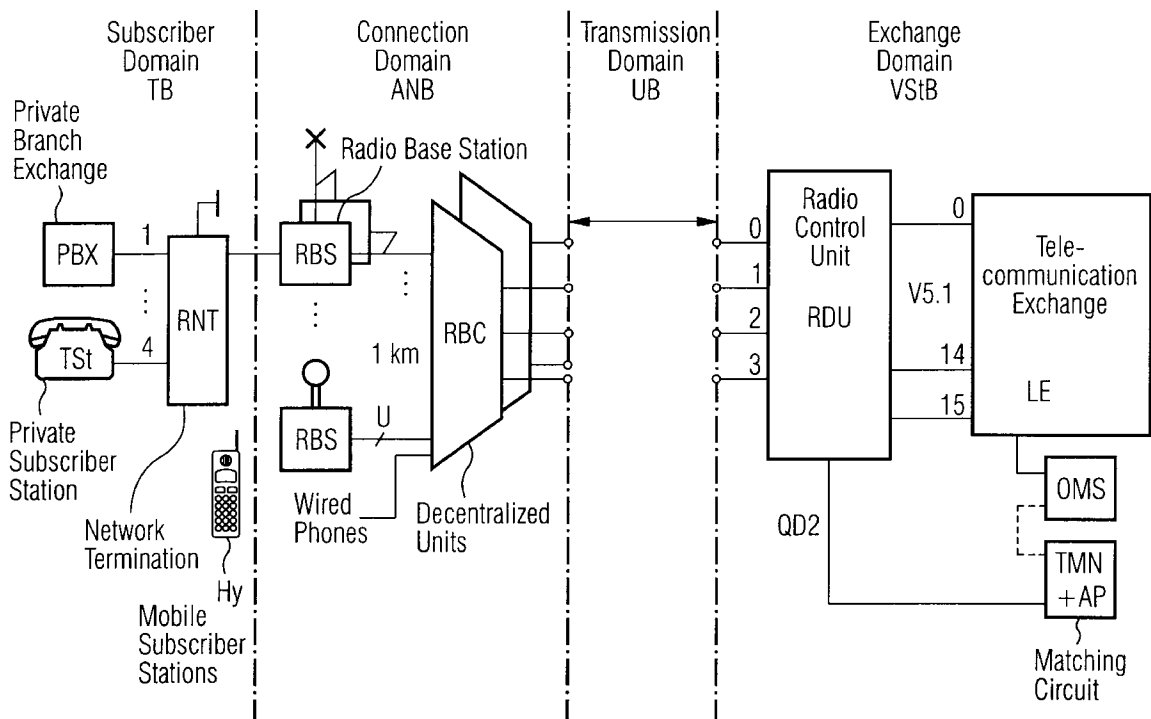 Subscriber
Domain
TB
Connection
Domain
ANB
Transmission
Domain
UB
Exchange
Domain
VStB
Private
Branch
Exchange
Radio Base Station
PBX
1
RNT
TSt
4
Private
Subscriber
Station
Network
Termination
Hy
Mobile
Subscriber
Stations
RBS
RBS
1 km
U
RBC
Wired
Phones
Decentralized
Units
0
1
2
3
Radio
Control
Unit
RDU
0
V5.1
14
15
Tele-
communication
Exchange
LE
OMS
QD2
TMN
+AP
Matching
Circuit